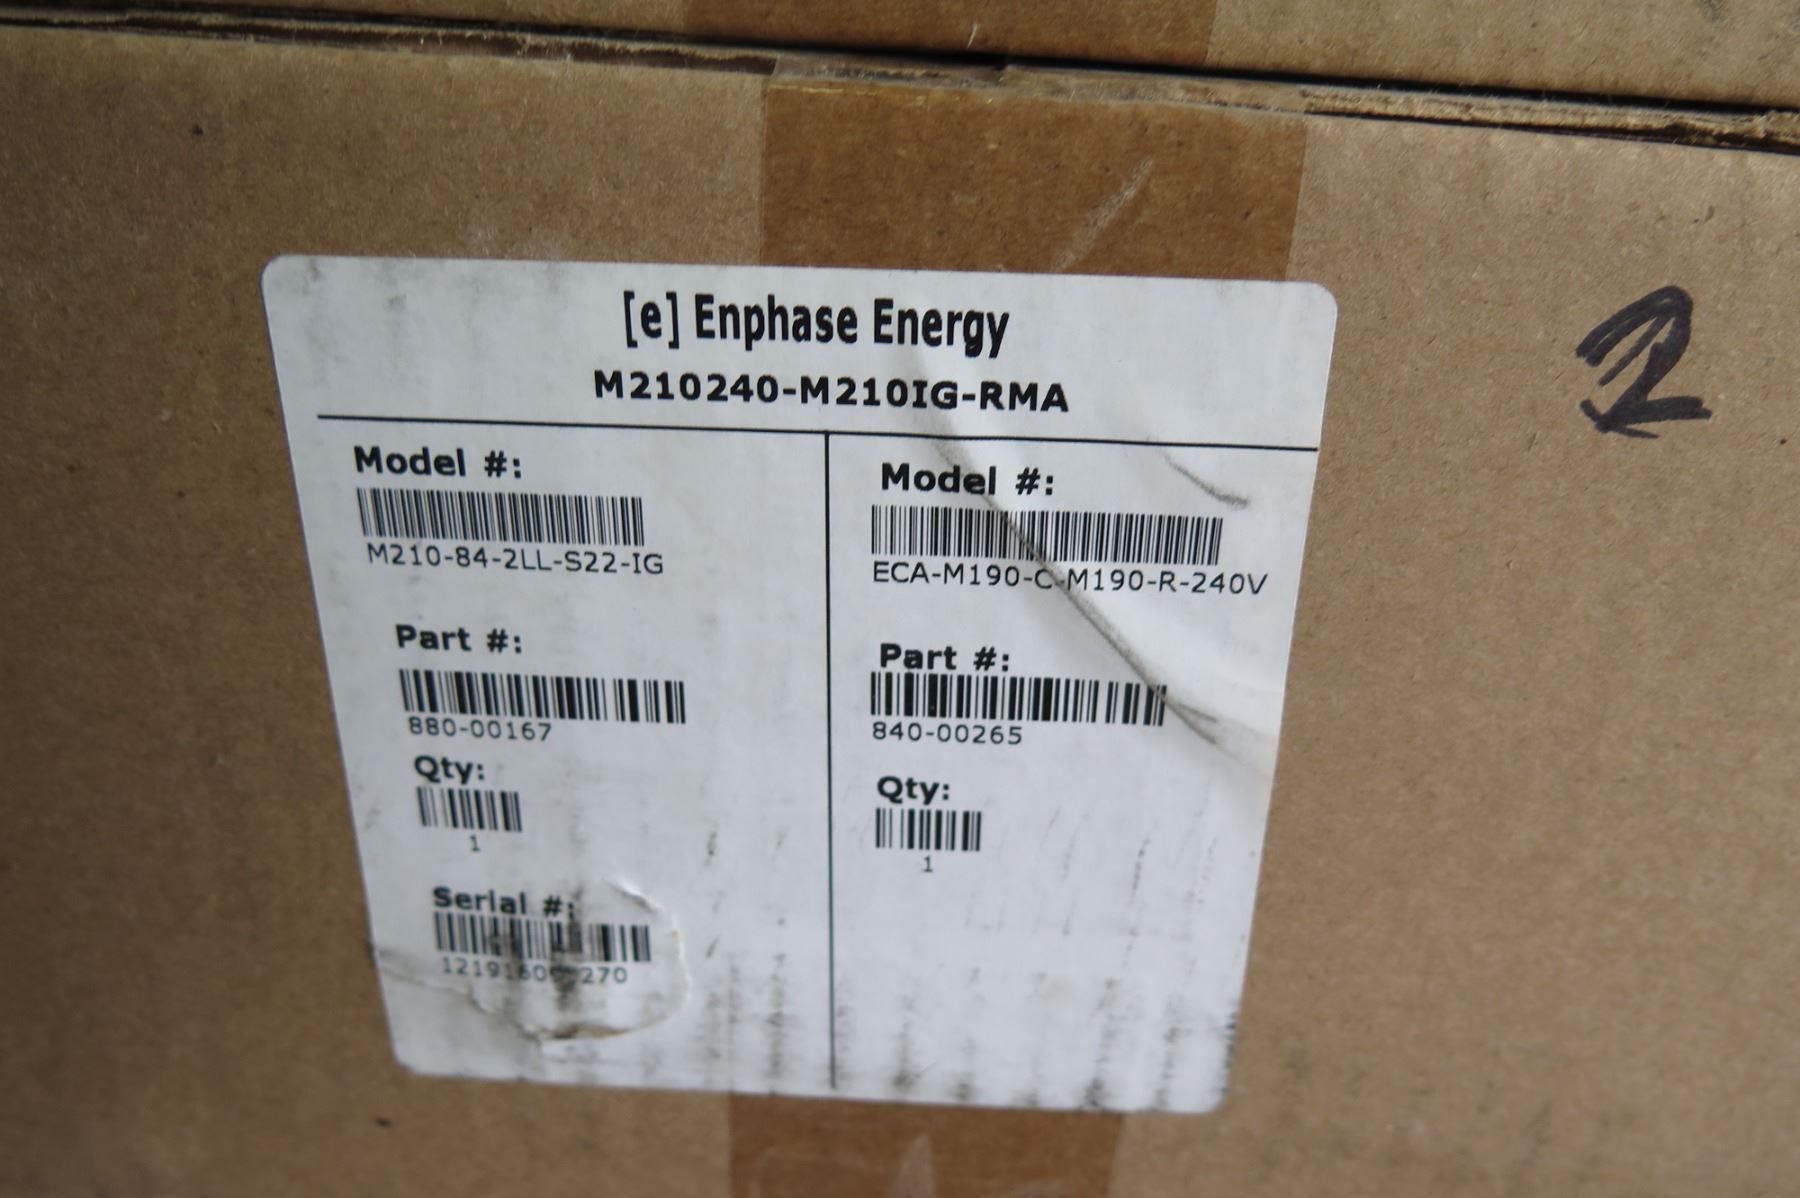 [e] Enphase Energy
M210240-M210IG-RMA
Model #:
M210-84-2LL-S22-IG
Part #:
880-00167
Qty:
1
Serial #:
Model #:
ECA-M190-C-M190-R-240V
Part #:
840-00265
Qty:
1
2